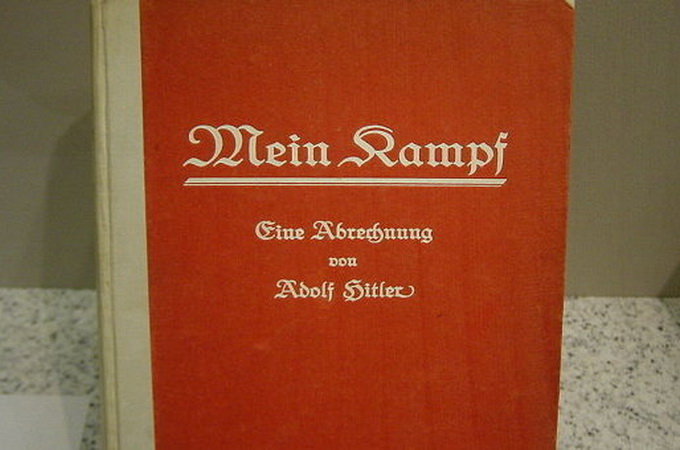 Mein Kampf
Eine Abrechnung
von
Adolf Hitler